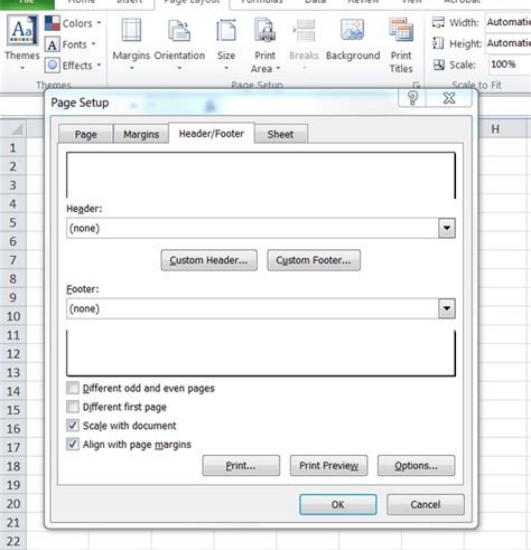 File Home Insert Page Layout Formulas Data Review View Acrobat
Colors
Width: Automatic
Aa
A Fonts
Height: Automatic
Themes
Effects
Margins Orientation Size Print Area Breaks Background Print Titles
Scale: 100%
Themes
Page Setup
Scale to Fit
Page Setup
H
Page Margins Header/Footer Sheet
1
2
3
4
Header:
5
(none)
6
7
Custom Header... Custom Footer...
8
9
Footer:
10
(none)
11
12
13
14
Different odd and even pages
15
Different first page
16
Scale with document
17
Align with page margins
18
Print... Print Preview Options...
19
20
OK Cancel
21
22